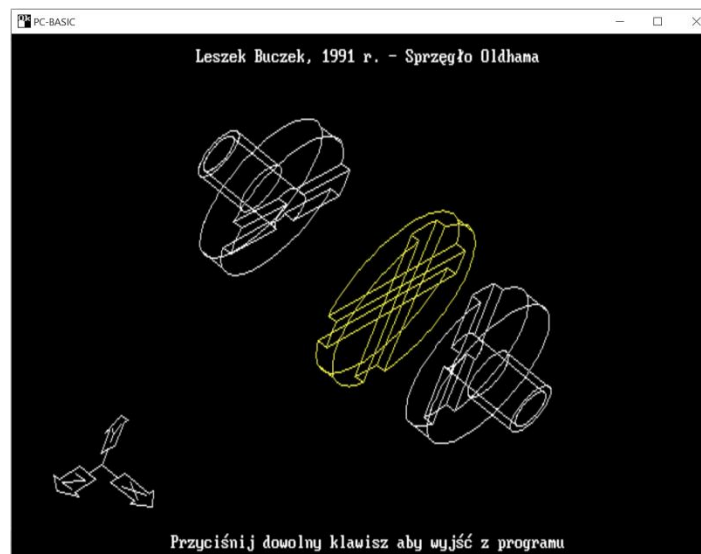 PC-BASIC
Leszek Buczek, 1991 r. - Sprzęgło Oldhama
Y
Z
X
Przyciśnij dowolny klawisz aby wyjść z programu